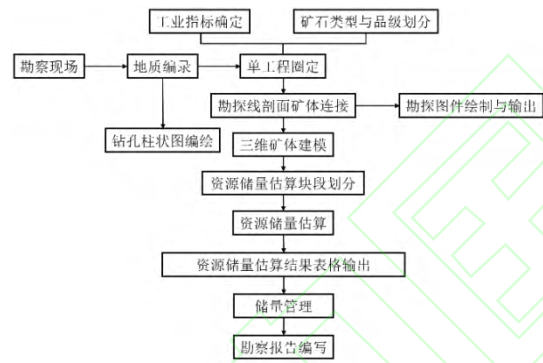 工业指标确定
矿石类型与品级划分
勘察现场
地质编录
单工程圈定
勘探线剖面矿体连接
勘探图件绘制与输出
钻孔柱状图编绘
三维矿体建模
资源储量估算块段划分
资源储量估算
资源储量估算结果表格输出
储量管理
勘察报告编写